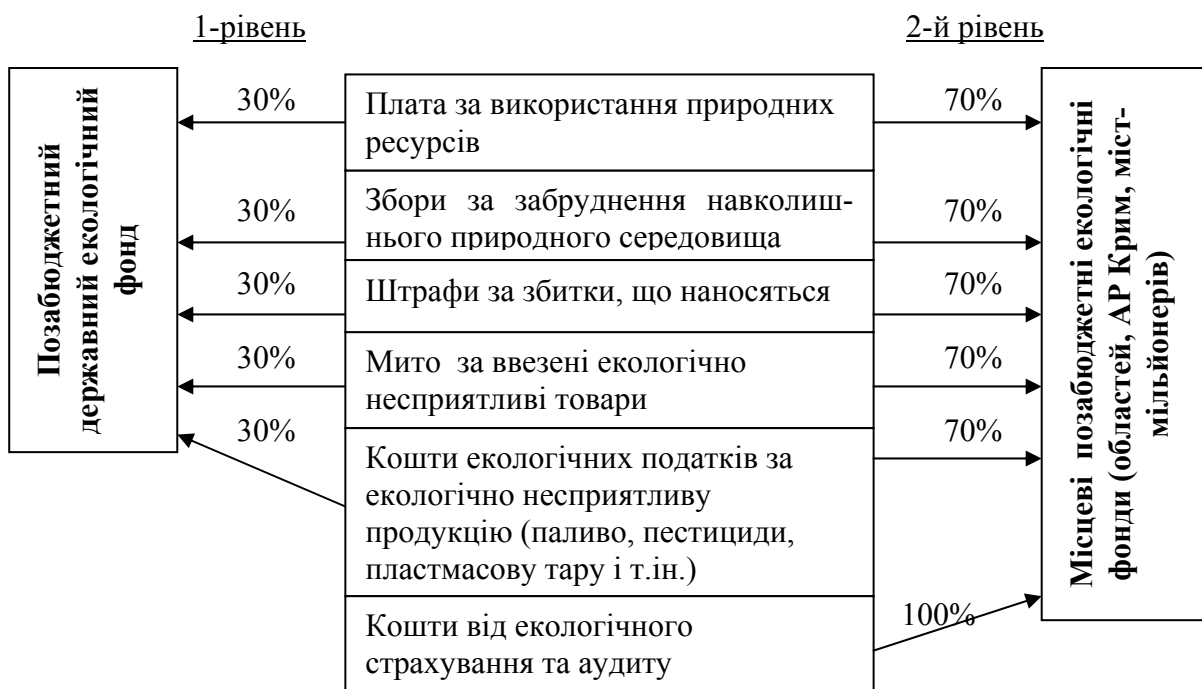 1-рівень
2-й рівень
Позабюджетний
державний екологічний
фонд
30%
Плата за використання природних
ресурсів
70%
30%
Збори за забруднення навколиш-
нього природного середовища
70%
30%
Штрафи за збитки, що наносяться
70%
30%
Мито за ввезені екологічно
несприятливі товари
70%
30%
Кошти екологічних податків за
екологічно несприятливу
продукцію (паливо, пестициди,
пластмасову тару і т.ін.)
70%
Кошти від екологічного
страхування та аудиту
100%
Місцеві позабюджетні екологічні
фонди (областей, АР Крим, міст-
мільйонерів)